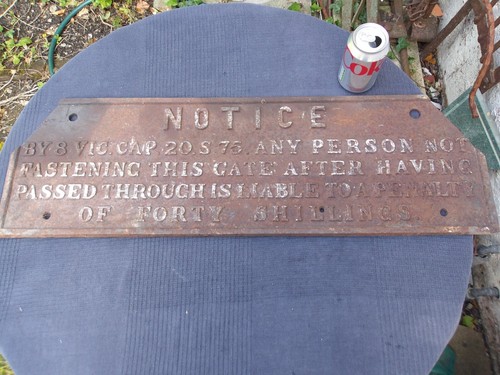 NOTICE
BY 8 VIC. CAP. 20. S. 75. ANY PERSON NOT
FASTENING THIS GATE AFTER HAVING
PASSED THROUGH IS LIABLE TO A PENALTY
OF FORTY SHILLINGS.